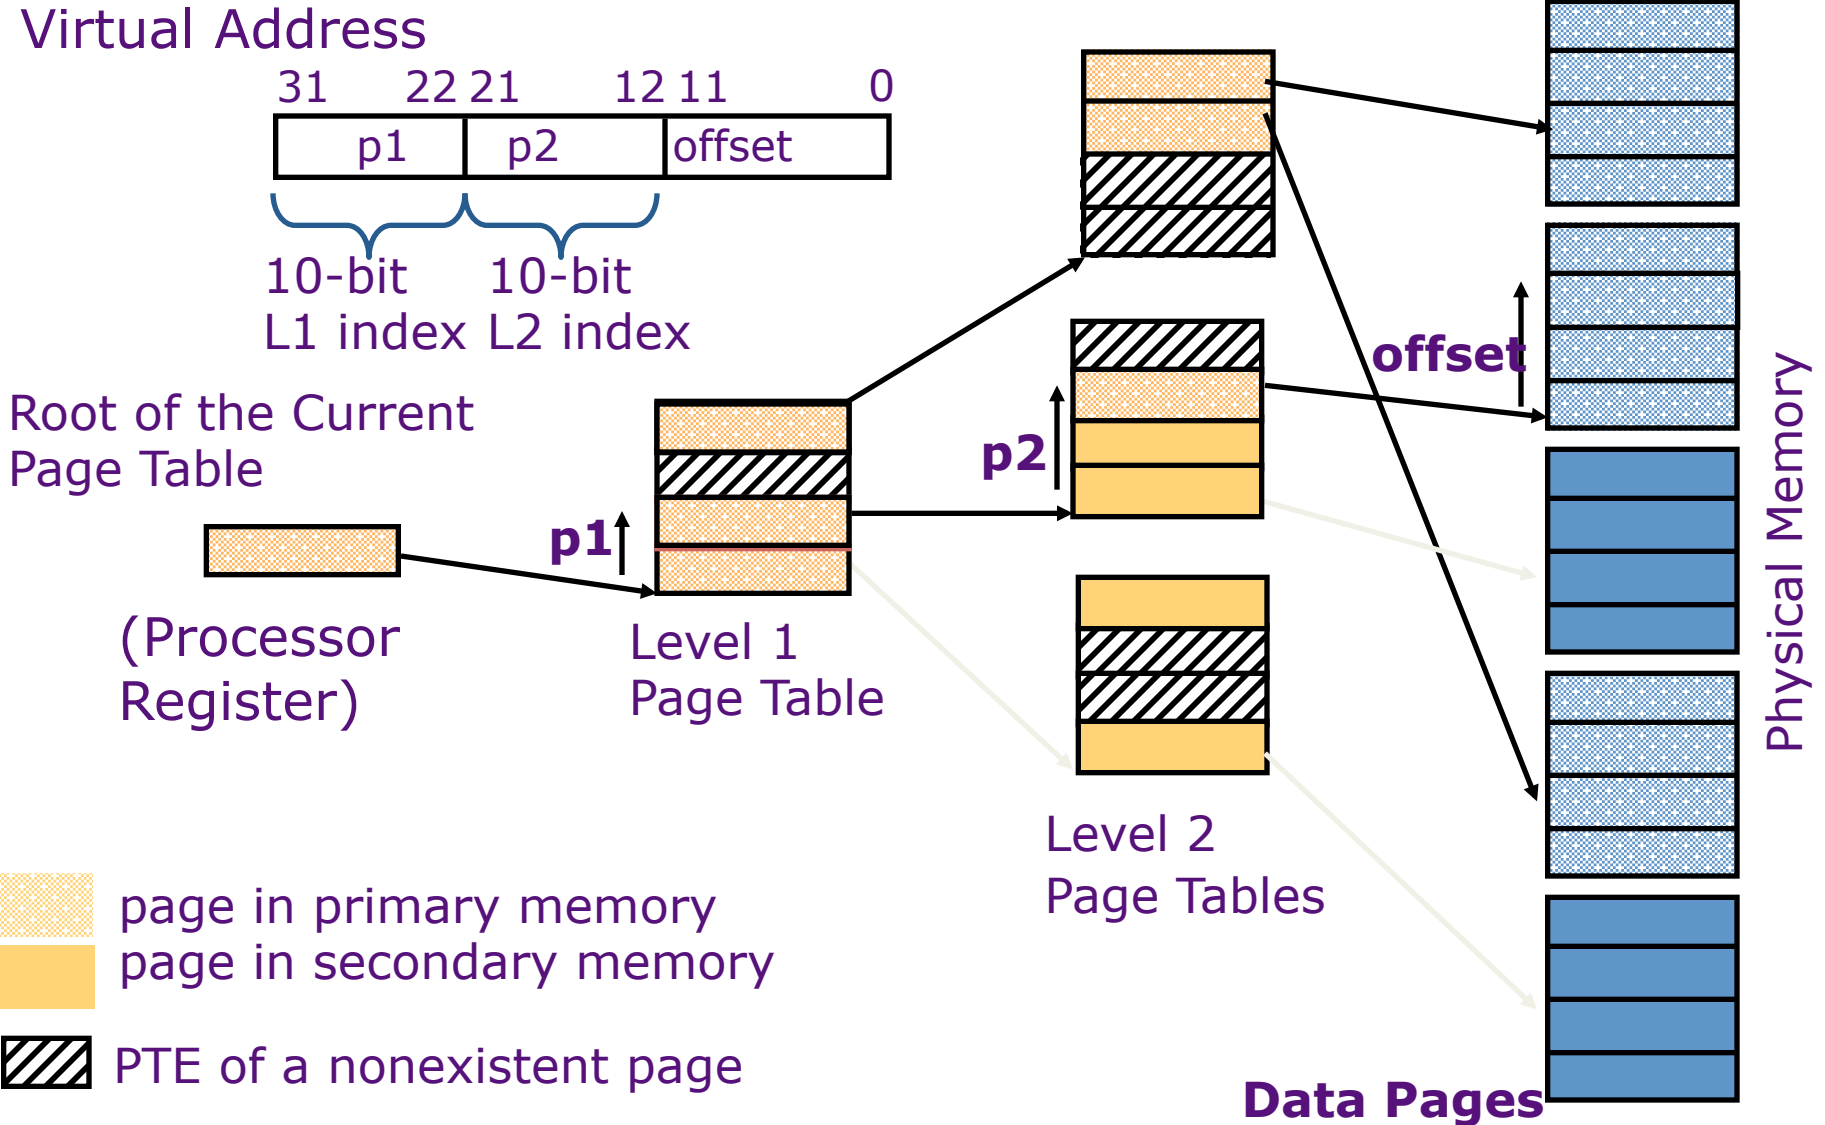 Virtual Address
31 22 21 12 11 0
p1 p2 offset
10-bit 10-bit
L1 index L2 index
Root of the Current
Page Table
(Processor
Register)
p1
Level 1
Page Table
p2
offset
Level 2
Page Tables
Physical Memory
page in primary memory
page in secondary memory
PTE of a nonexistent page
Data Pages